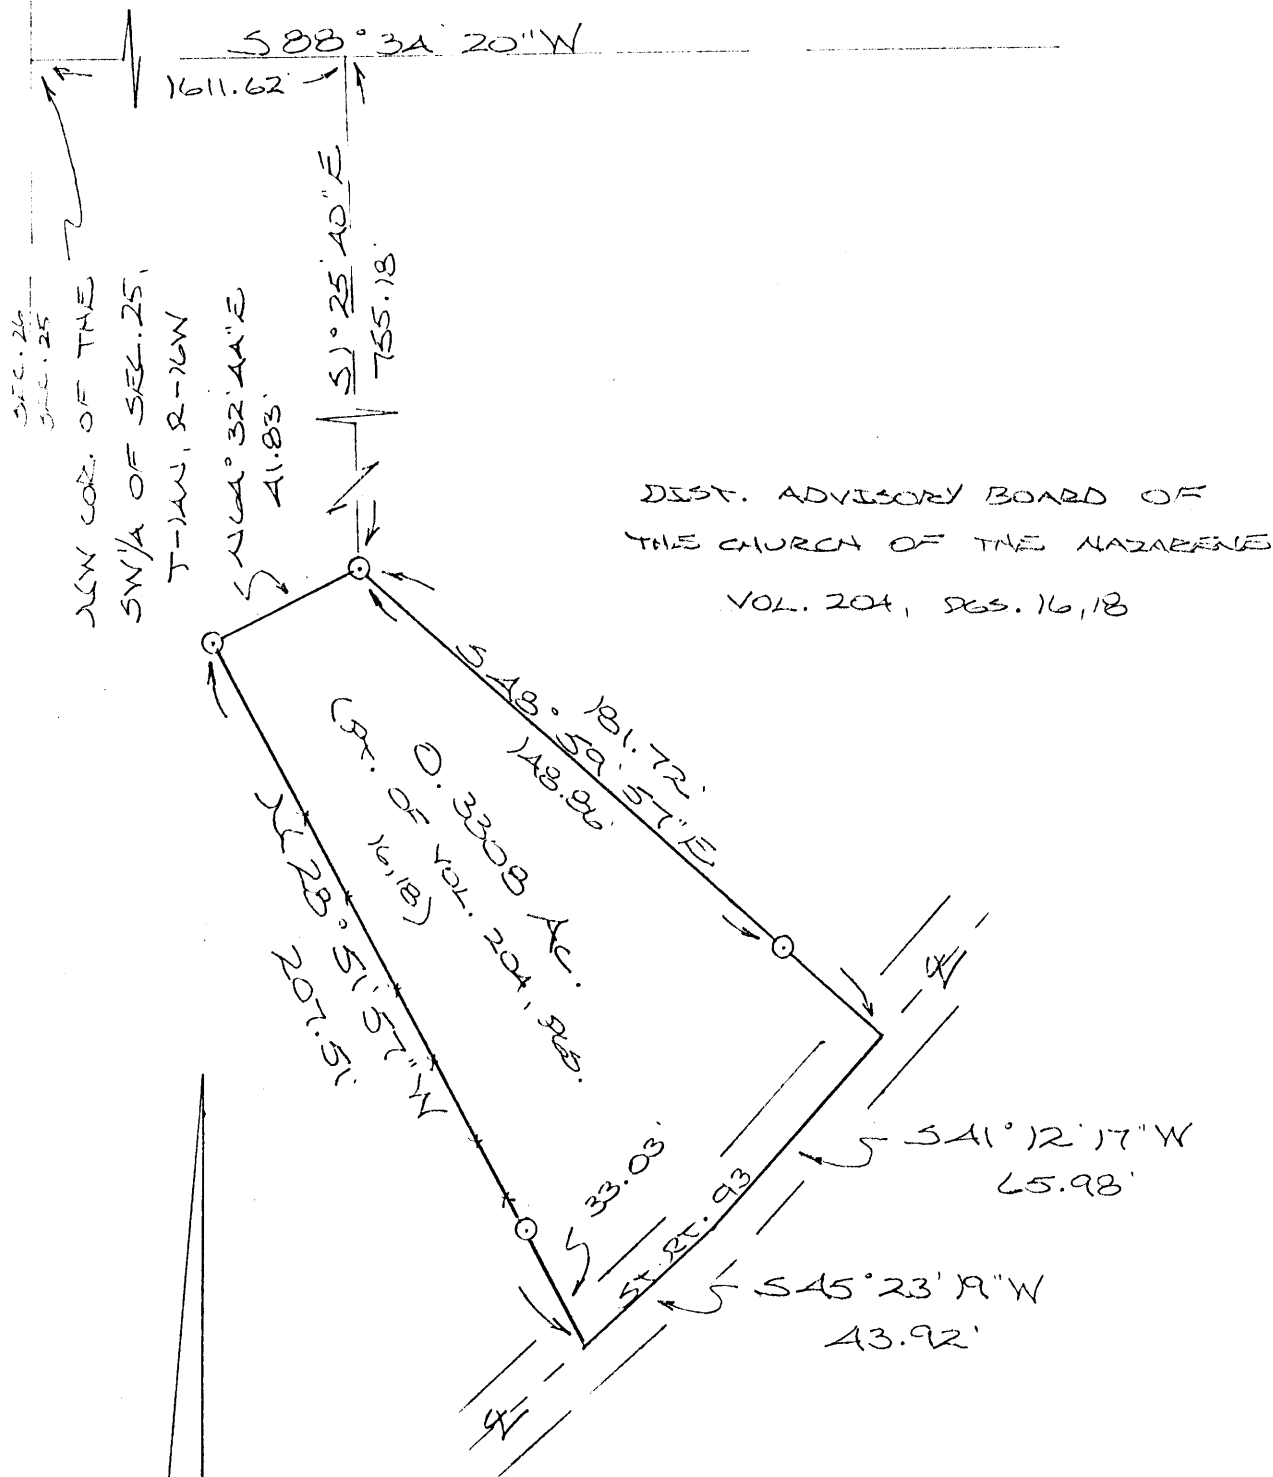 S 88° 34' 20" W
1611.62'
S 1° 25' 40" E
755.18'
SEC. 26
SEC. 25
NW COR. OF THE
SW 1/4 OF SEC. 25,
T-14N, R-16W
N 64° 32' 44" E
41.83'
DIST. ADVISORY BOARD OF
THE CHURCH OF THE NAZARENE
VOL. 204, PGS. 16,18
181.72'
S 48° 59' 57" E
148.86'
0.3308 Ac.
(PT. OF VOL. 204, PGS.
16,18)
N 28° 51' 57" W
207.51'
33.03'
St. Rt. 93
S 41° 12' 17" W
65.98'
S 45° 23' 19" W
43.92'